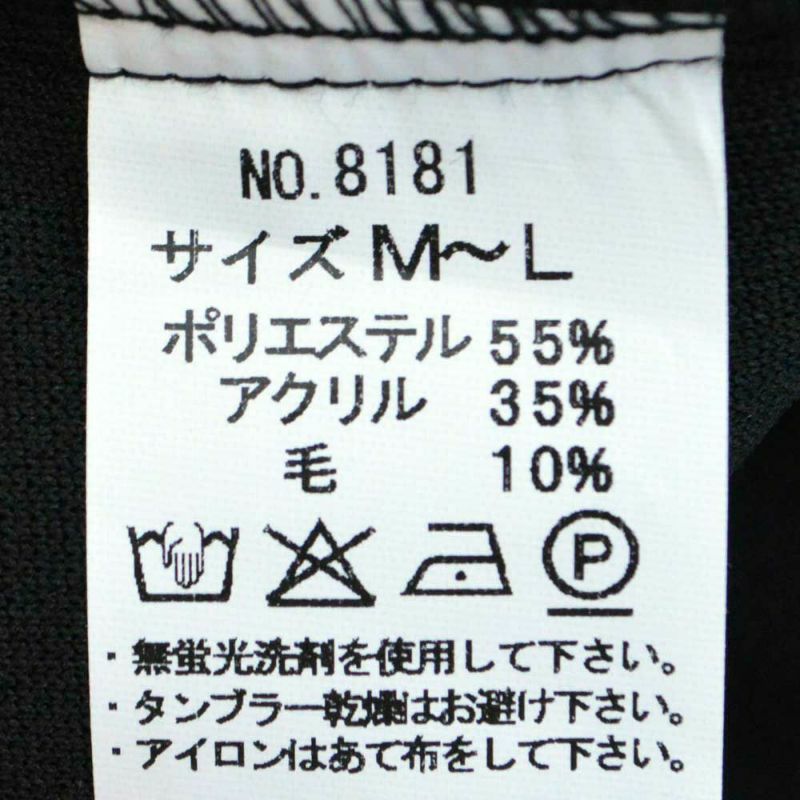 NO.8181
サイズ M～L
ポリエステル 55%
アクリル 35%
毛 10%
P
・無蛍光洗剤を使用して下さい。
・タンブラー乾燥はお避け下さい。
・アイロンはあて布をして下さい。